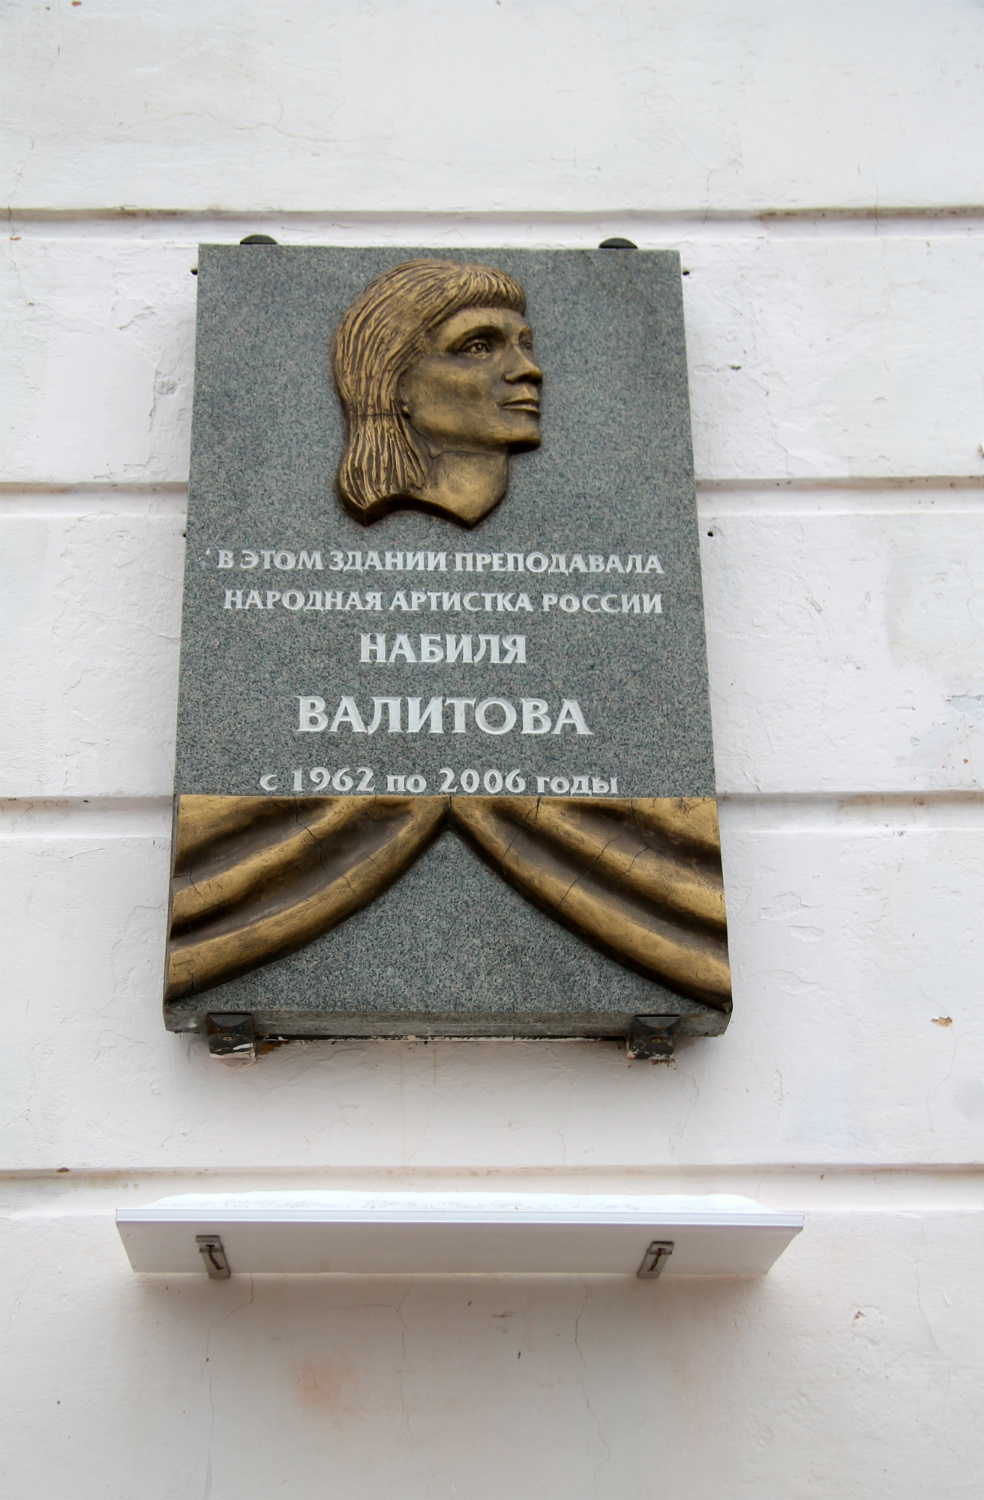 В ЭТОМ ЗДАНИИ ПРЕПОДАВАЛА
НАРОДНАЯ АРТИСТКА РОССИИ
НАБИЛЯ
ВАЛИТОВА
с 1962 по 2006 годы